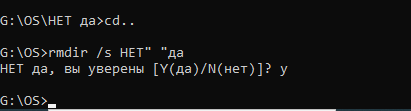 G:\OS\НЕТ да>cd..
G:\OS>rmdir /s НЕТ" "да
НЕТ да, вы уверены [Y(да)/N(нет)]? y
G:\OS>